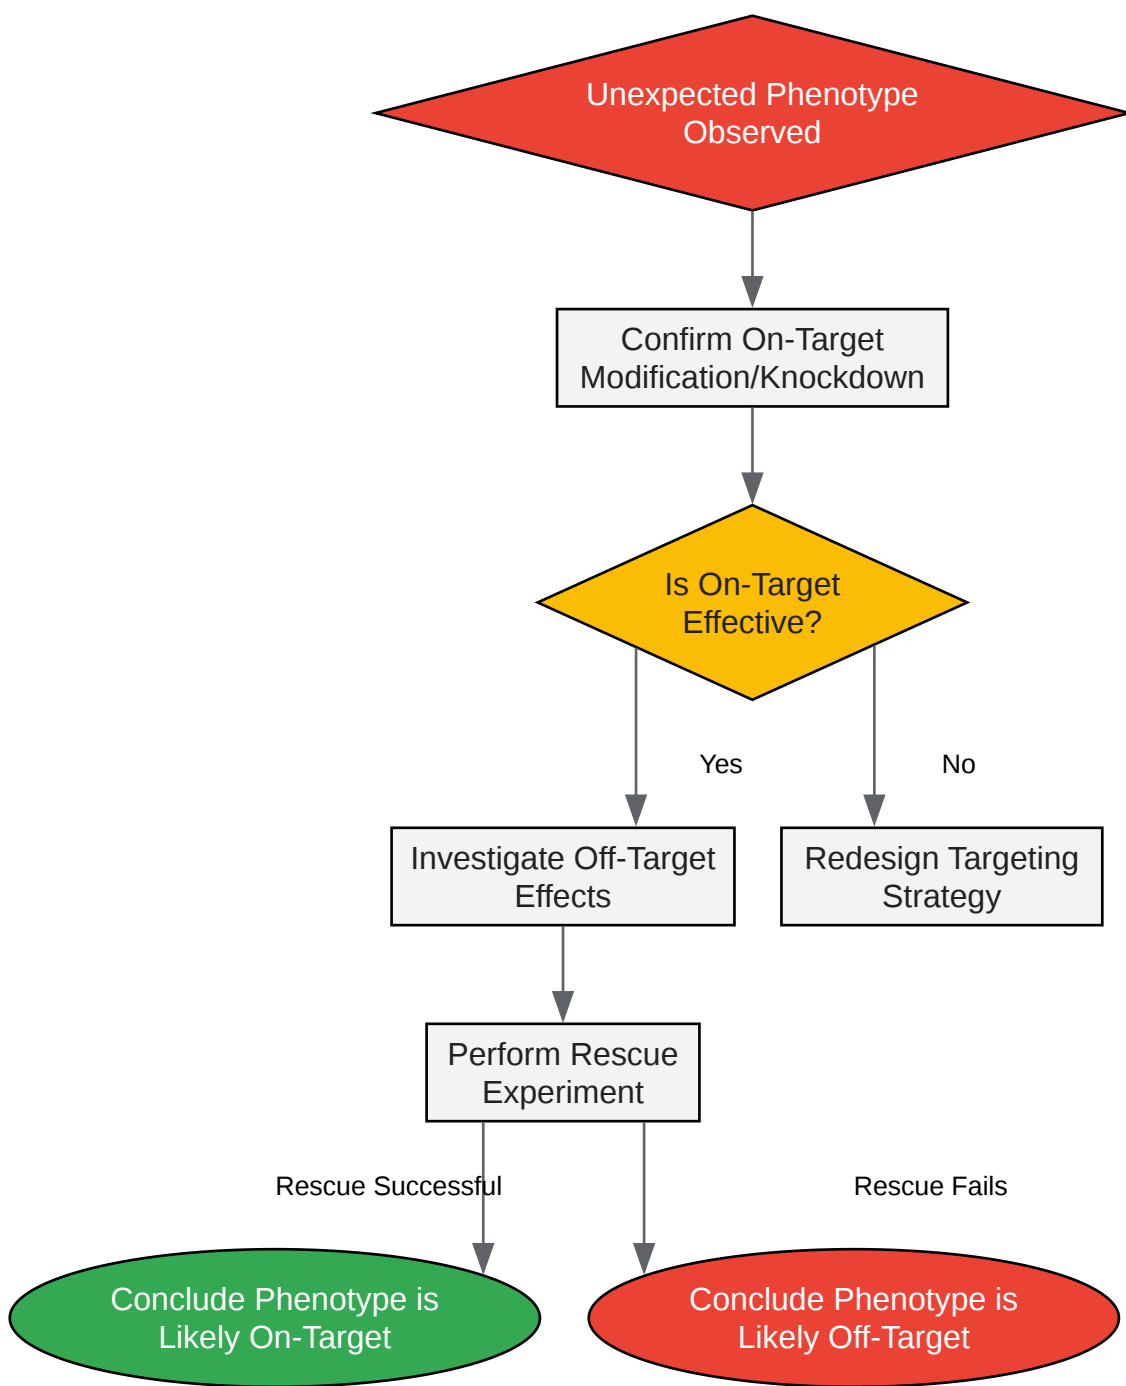 Unexpected Phenotype
Observed
Confirm On-Target
Modification/Knockdown
Is On-Target
Effective?
Yes
No
Investigate Off-Target
Effects
Redesign Targeting
Strategy
Perform Rescue
Experiment
Rescue Successful
Rescue Fails
Conclude Phenotype is
Likely On-Target
Conclude Phenotype is
Likely Off-Target